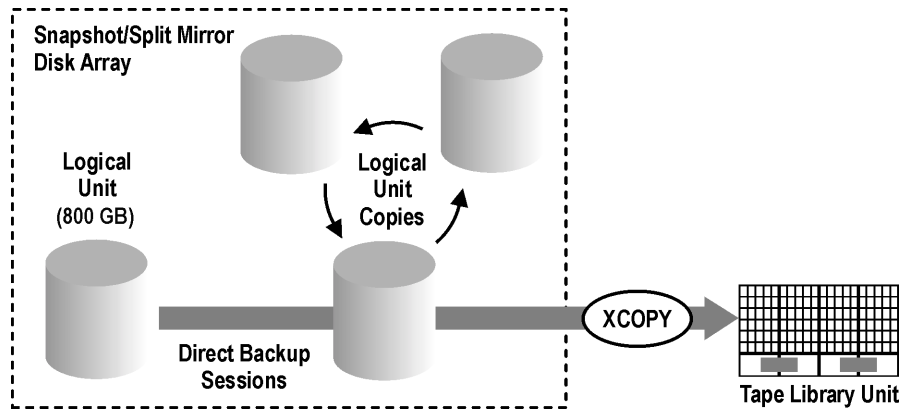 Snapshot/Split Mirror
Disk Array
Logical
Unit
(800 GB)
Logical
Unit
Copies
Direct Backup
Sessions
XCOPY
Tape Library Unit